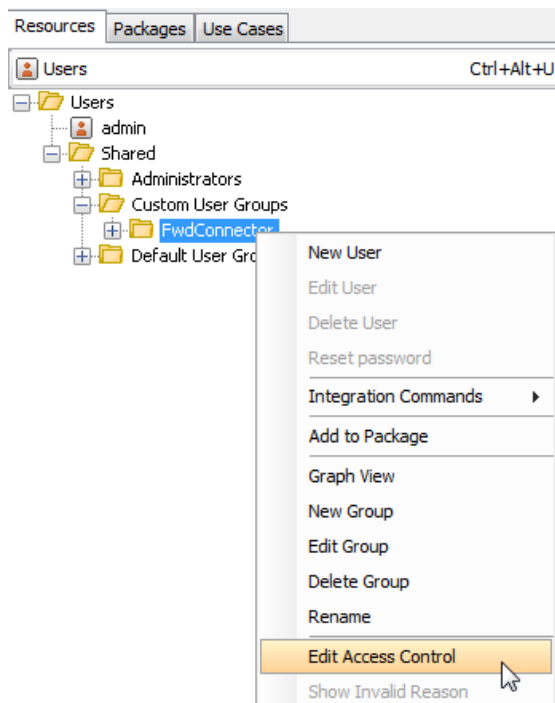 Resources Packages Use Cases
Users Ctrl+Alt+U
Users
admin
Shared
Administrators
Custom User Groups
FwdConnector
Default User Gro
New User
Edit User
Delete User
Reset password
Integration Commands
Add to Package
Graph View
New Group
Edit Group
Delete Group
Rename
Edit Access Control
Show Invalid Reason